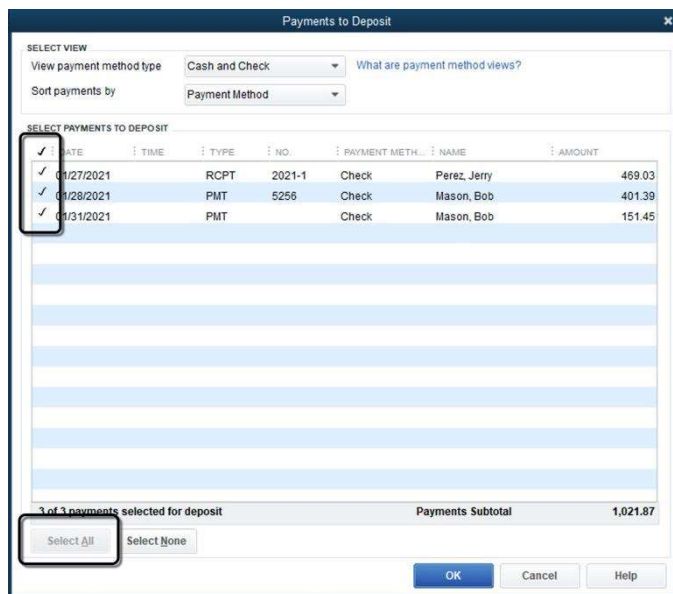 Payments to Deposit
SELECT VIEW
View payment method type Cash and Check What are payment method views?
Sort payments by Payment Method
SELECT PAYMENTS TO DEPOSIT
✓ DATE TIME TYPE NO. PAYMENT METH... NAME AMOUNT
✓ 01/27/2021 RCPT 2021-1 Check Perez, Jerry 469.03
✓ 01/28/2021 PMT 5256 Check Mason, Bob 401.39
✓ 01/31/2021 PMT Check Mason, Bob 151.45
3 of 3 payments selected for deposit Payments Subtotal 1,021.87
Select All Select None
OK Cancel Help